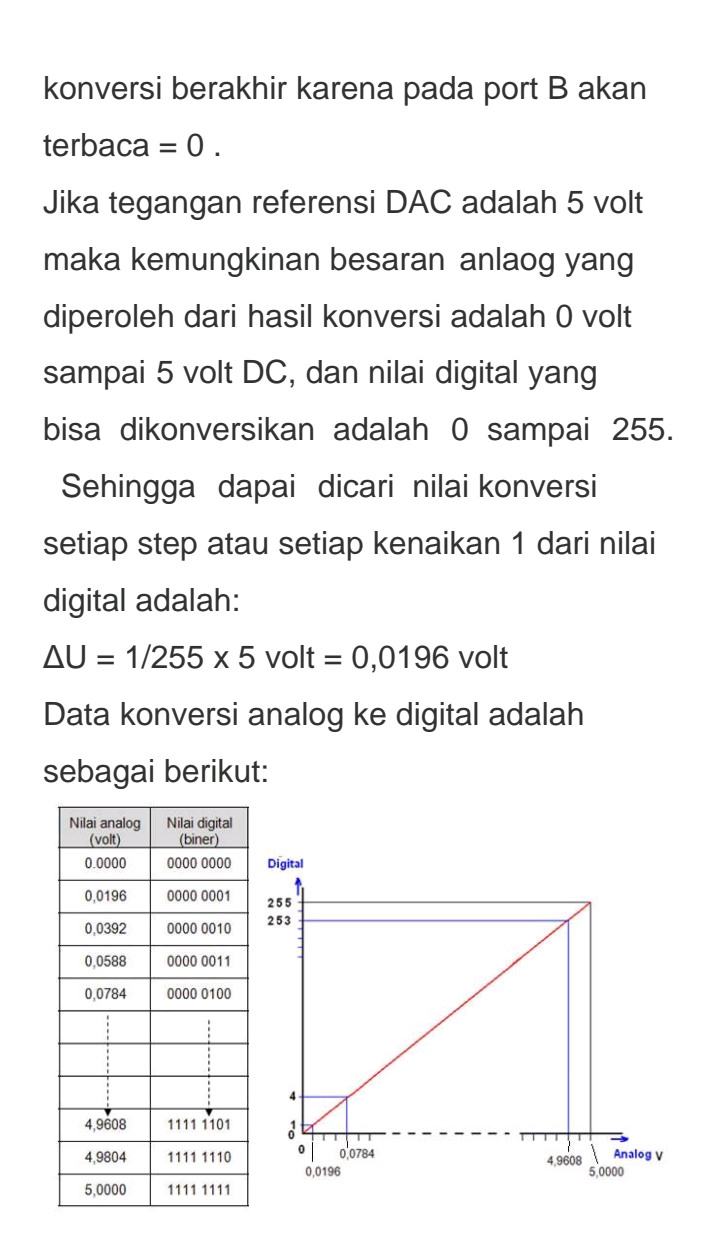 konversi berakhir karena pada port B akan
terbaca = 0 .
Jika tegangan referensi DAC adalah 5 volt
maka kemungkinan besaran anlaog yang
diperoleh dari hasil konversi adalah 0 volt
sampai 5 volt DC, dan nilai digital yang
bisa dikonversikan adalah 0 sampai 255.
Sehingga dapai dicari nilai konversi
setiap step atau setiap kenaikan 1 dari nilai
digital adalah:
ΔU = 1/255 x 5 volt = 0,0196 volt
Data konversi analog ke digital adalah
sebagai berikut:
Nilai analog (volt) Nilai digital (biner)
0.0000 0000 0000
0,0196 0000 0001
0,0392 0000 0010
0,0588 0000 0011
0,0784 0000 0100
4,9608 1111 1101
4,9804 1111 1110
5,0000 1111 1111
Digital
255
253
4
1
0
0
0,0196
0,0784
4,9608
5,0000
Analog V